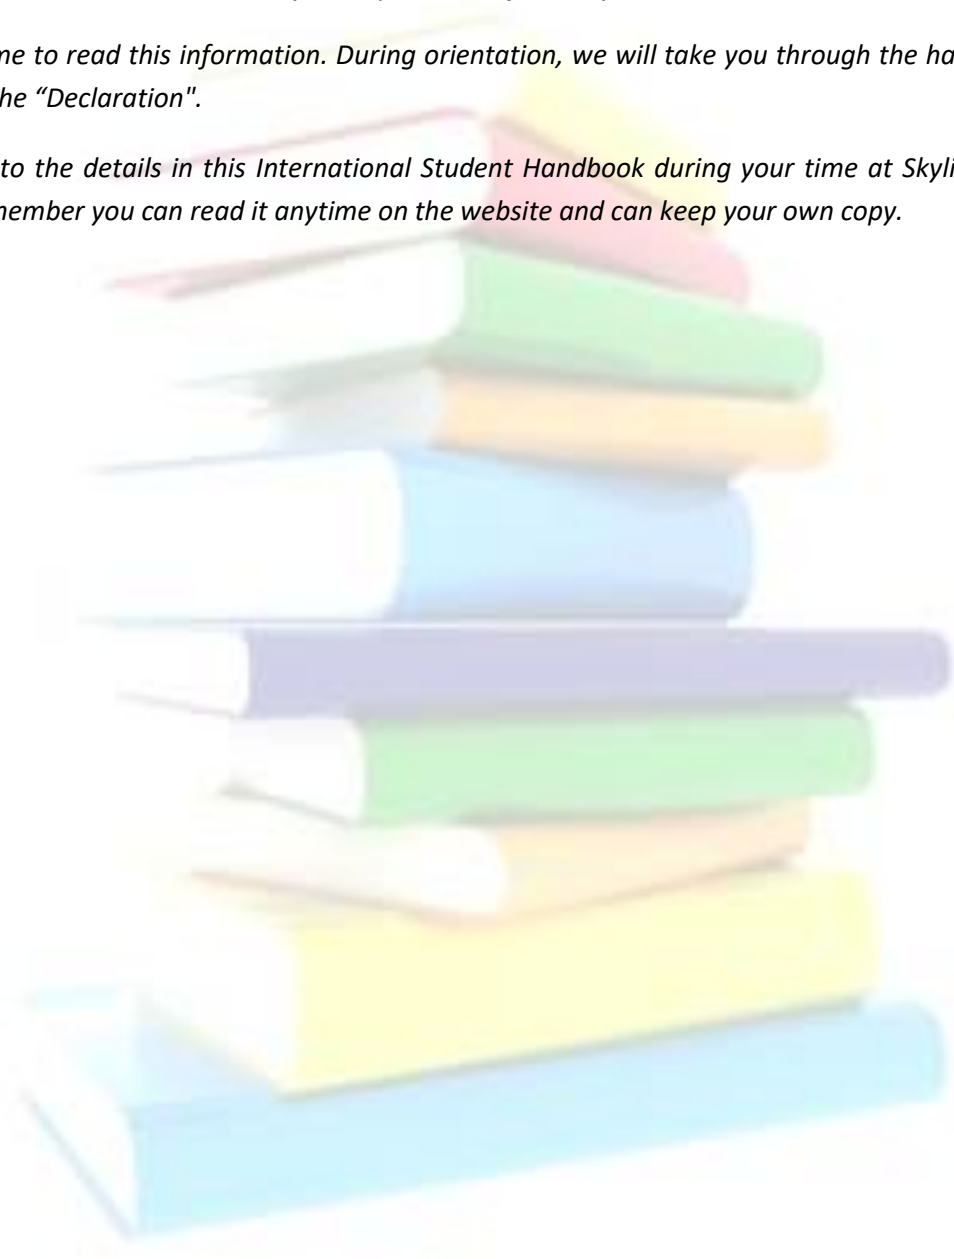 me to read this information. During orientation, we will take you through the ha
he “Declaration".
to the details in this International Student Handbook during your time at Skyli
member you can read it anytime on the website and can keep your own copy.